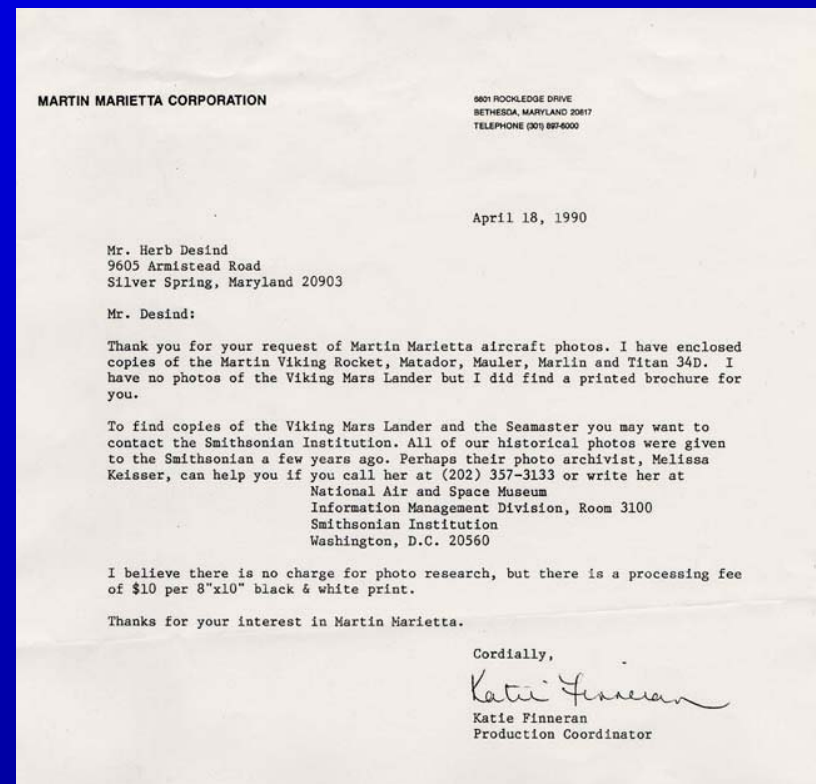 MARTIN MARIETTA CORPORATION
6801 ROCKLEDGE DRIVE
BETHESDA, MARYLAND 20817
TELEPHONE (301) 897-6000
April 18, 1990
Mr. Herb Desind
9605 Armistead Road
Silver Spring, Maryland 20903
Mr. Desind:
Thank you for your request of Martin Marietta aircraft photos. I have enclosed
copies of the Martin Viking Rocket, Matador, Mauler, Marlin and Titan 34D. I
have no photos of the Viking Mars Lander but I did find a printed brochure for
you.
To find copies of the Viking Mars Lander and the Seamaster you may want to
contact the Smithsonian Institution. All of our historical photos were given
to the Smithsonian a few years ago. Perhaps their photo archivist, Melissa
Keisser, can help you if you call her at (202) 357-3133 or write her at
National Air and Space Museum
Information Management Division, Room 3100
Smithsonian Institution
Washington, D.C. 20560
I believe there is no charge for photo research, but there is a processing fee
of $10 per 8"x10" black & white print.
Thanks for your interest in Martin Marietta.
Cordially,
Katie Finneran
Katie Finneran
Production Coordinator